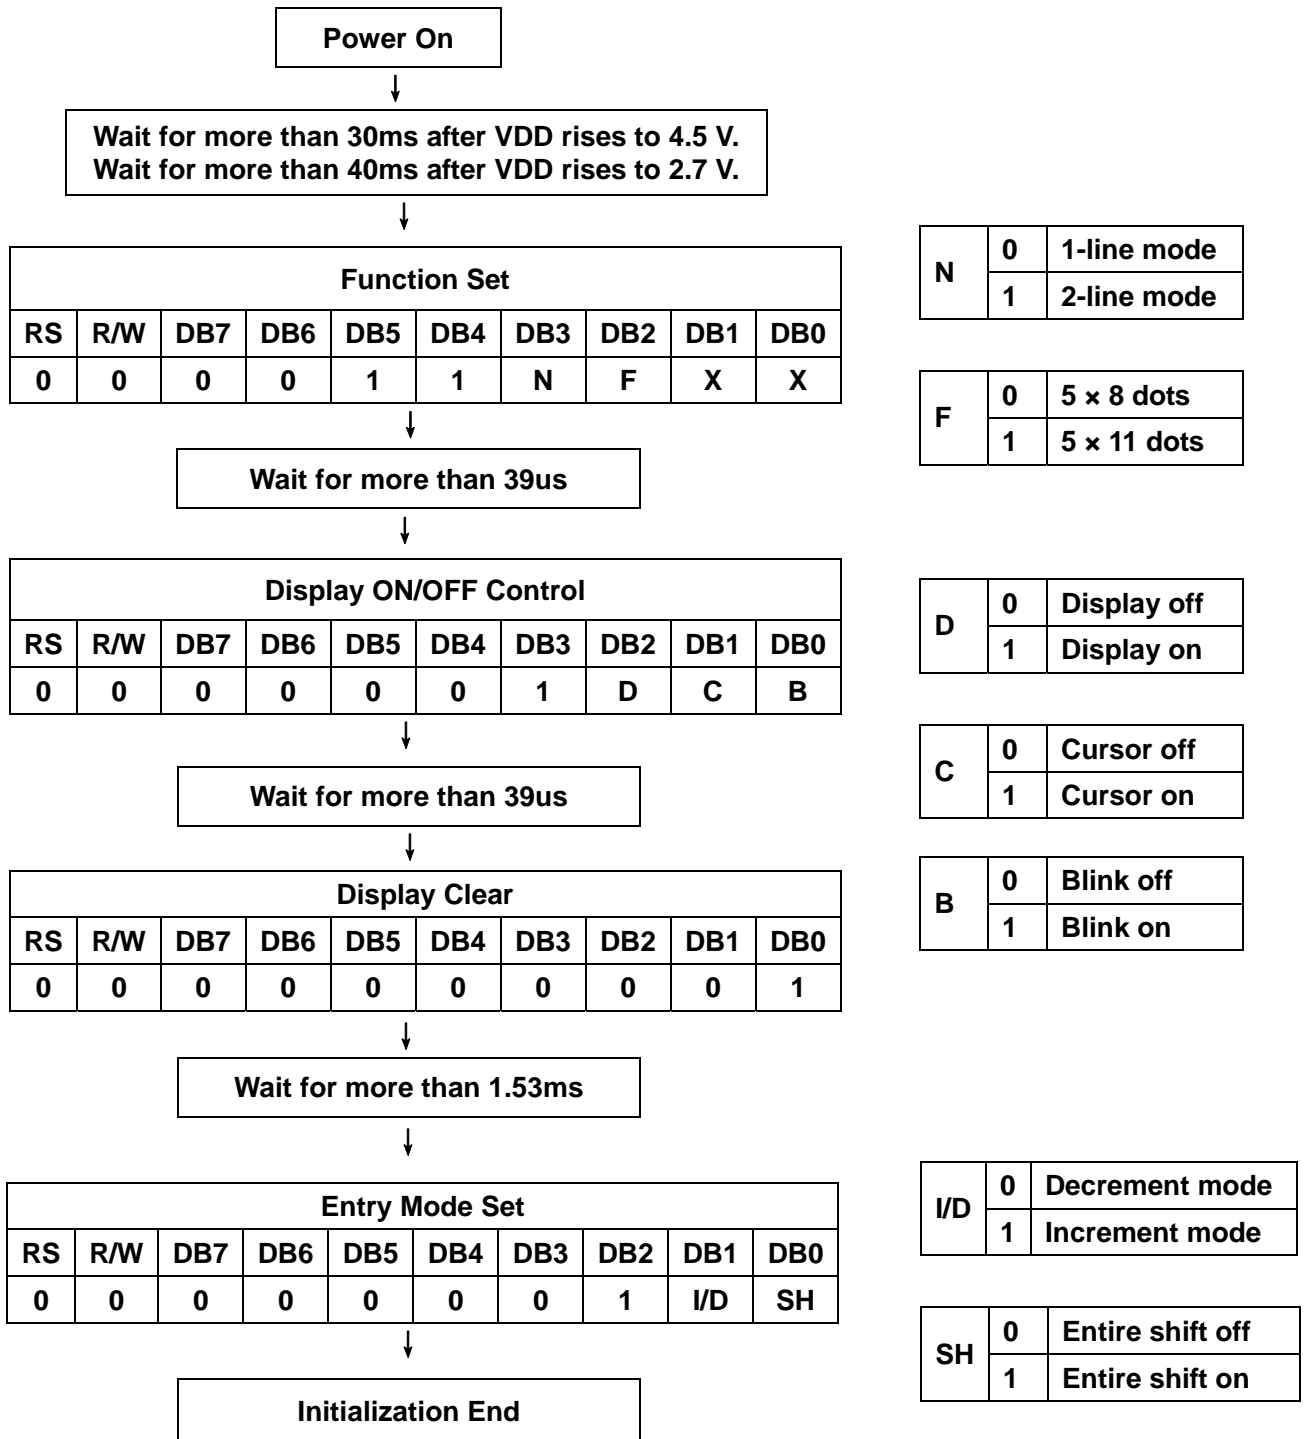 Power On
Wait for more than 30ms after VDD rises to 4.5 V.
Wait for more than 40ms after VDD rises to 2.7 V.
Function Set
RS R/W DB7 DB6 DB5 DB4 DB3 DB2 DB1 DB0
0 0 0 0 1 1 N F X X
N
0 1-line mode
1 2-line mode
F
0 5 × 8 dots
1 5 × 11 dots
Wait for more than 39us
Display ON/OFF Control
RS R/W DB7 DB6 DB5 DB4 DB3 DB2 DB1 DB0
0 0 0 0 0 0 1 D C B
D
0 Display off
1 Display on
C
0 Cursor off
1 Cursor on
B
0 Blink off
1 Blink on
Wait for more than 39us
Display Clear
RS R/W DB7 DB6 DB5 DB4 DB3 DB2 DB1 DB0
0 0 0 0 0 0 0 0 0 1
Wait for more than 1.53ms
Entry Mode Set
RS R/W DB7 DB6 DB5 DB4 DB3 DB2 DB1 DB0
0 0 0 0 0 0 0 1 I/D SH
I/D
0 Decrement mode
1 Increment mode
SH
0 Entire shift off
1 Entire shift on
Initialization End